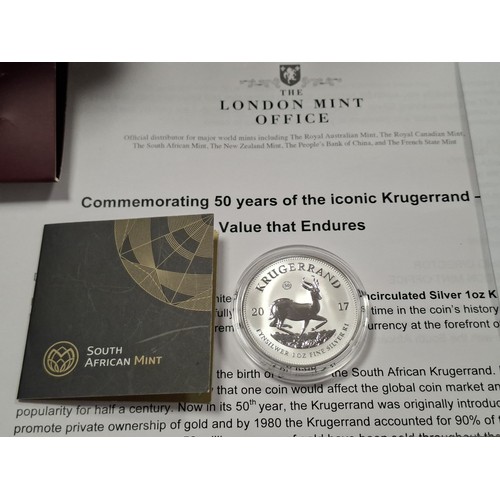 THE
LONDON MINT
OFFICE
Official distributor for major world mints including The Royal Australian Mint, The Royal Canadian Mint,
The South African Mint, The New Zealand Mint, The People's Bank of China, and The French State Mint
Commemorating 50 years of the iconic Krugerrand –
Value that Endures
Uncirculated Silver 1oz K
time in the coin's history
currency at the forefront o
the birth of
the South African Krugerrand.
that one coin would affect the global coin market an
popularity for half a century. Now in its 50th year, the Krugerrand was originally introduc
promote private ownership of gold and by 1980 the Krugerrand accounted for 90% of
SOUTH
AFRICAN MINT
KRUGERRAND
2017
FYNSILWER 1 OZ FINE SILVER R1